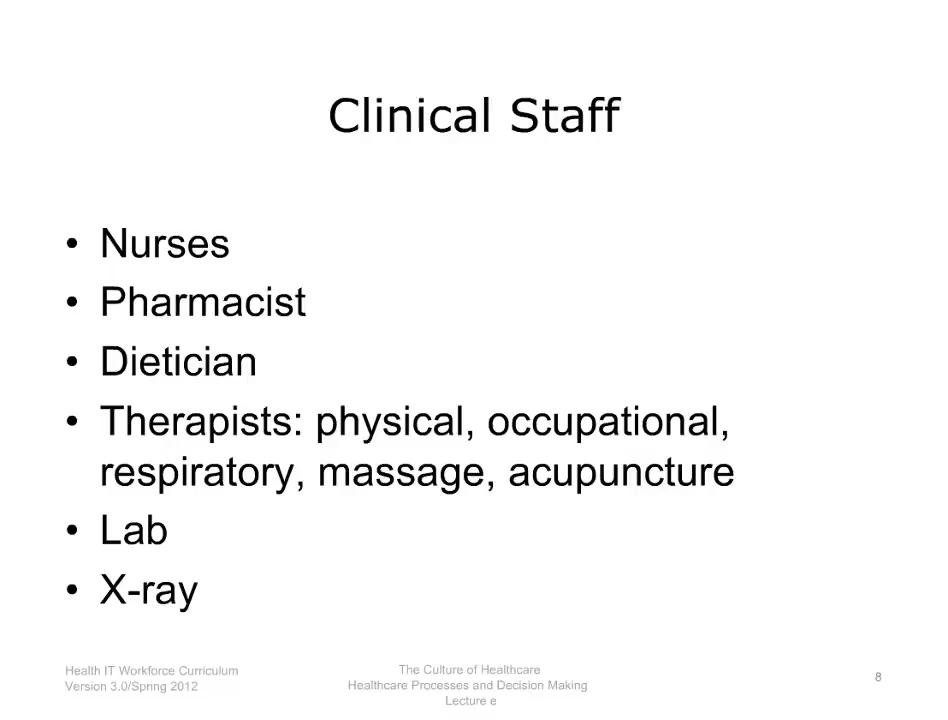 Clinical Staff
• Nurses
• Pharmacist
• Dietician
• Therapists: physical, occupational,
respiratory, massage, acupuncture
• Lab
• X-ray
Health IT Workforce Curriculum
Version 3.0/Spring 2012
The Culture of Healthcare
Healthcare Processes and Decision Making
Lecture e
8